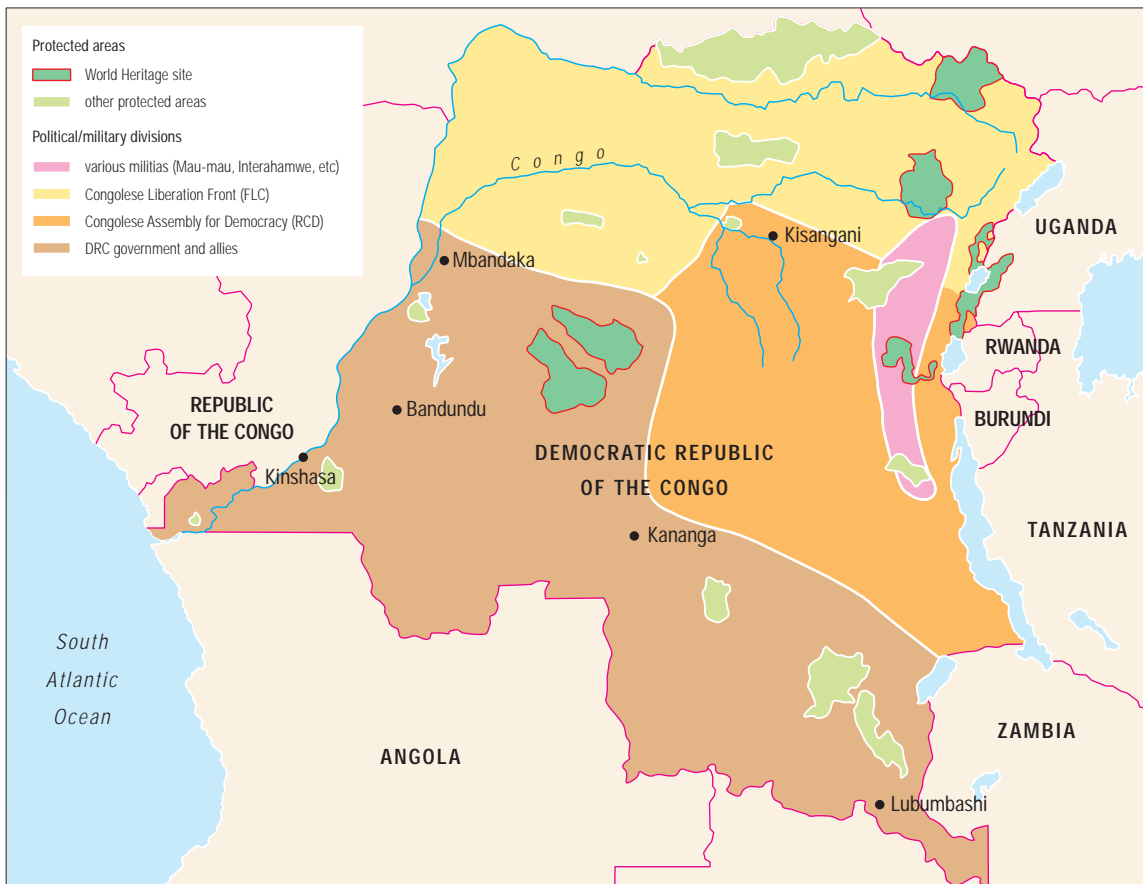 Protected areas
World Heritage site
other protected areas
Political/military divisions
various militias (Mau-mau, Interahamwe, etc)
Congolese Liberation Front (FLC)
Congolese Assembly for Democracy (RCD)
DRC government and allies
Congo
Kisangani
UGANDA
Mbandaka
RWANDA
REPUBLIC
OF THE CONGO
Bandundu
BURUNDI
DEMOCRATIC REPUBLIC
OF THE CONGO
Kinshasa
Kananga
TANZANIA
South
Atlantic
Ocean
ANGOLA
ZAMBIA
Lubumbashi